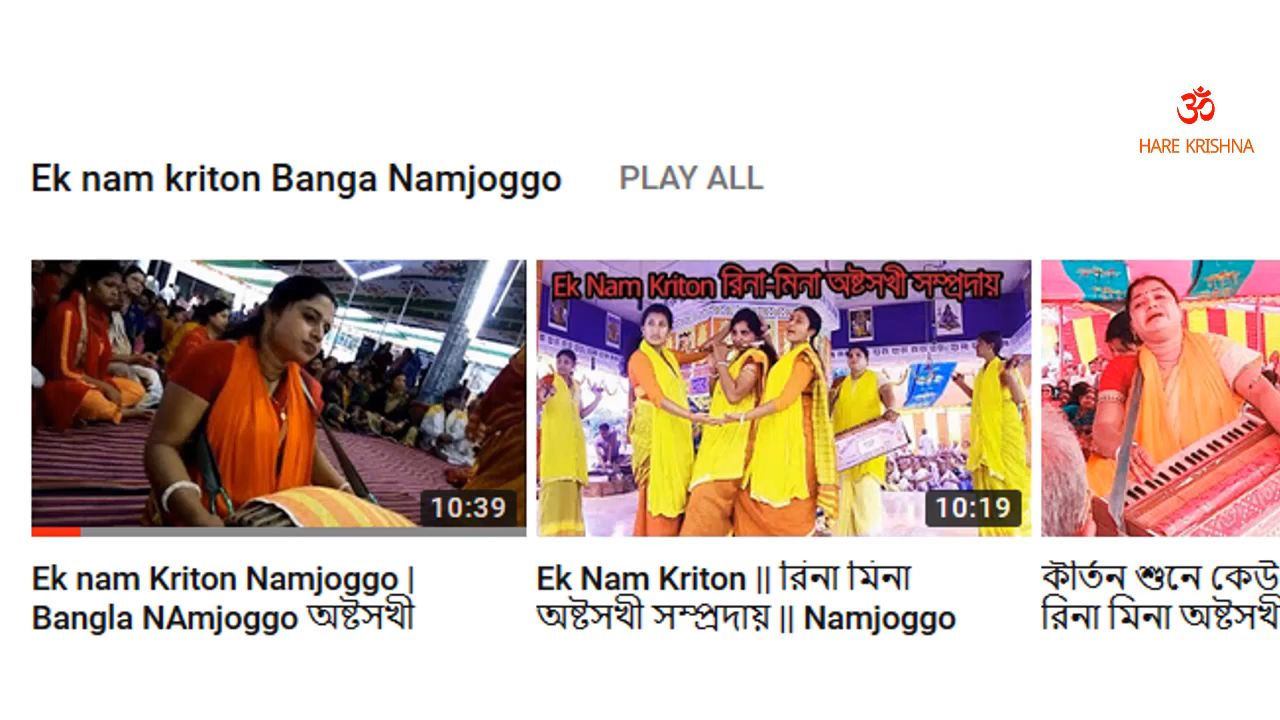 ॐ
HARE KRISHNA
Ek nam kriton Banga Namjoggo PLAY ALL
Ek Nam Kriton রিনা-মিনা অষ্টসখী সম্প্রদায়
10:39
10:19
Ek nam Kriton Namjoggo |
Bangla NAmjoggo অষ্টসখী
Ek Nam Kriton || রিনা মিনা
অষ্টসখী সম্প্রদায় || Namjoggo
কীর্তন শুনে কেউ
রিনা মিনা অষ্টসখী